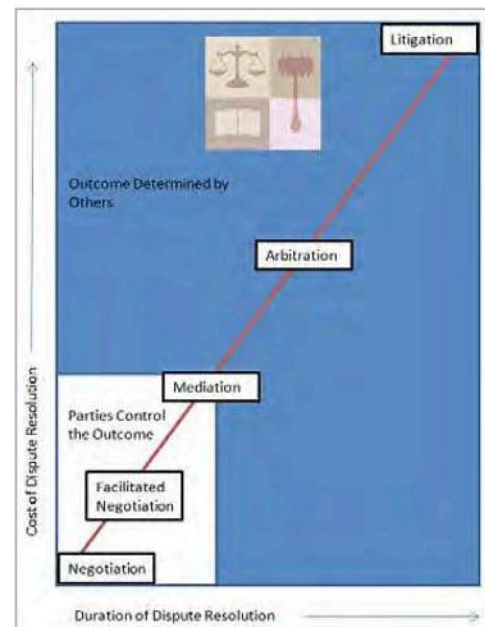 Litigation
Outcome Determined by
Others
Arbitration
Mediation
Parties Control
the Outcome
Facilitated
Negotiation
Negotiation
Cost of Dispute Resolution
Duration of Dispute Resolution